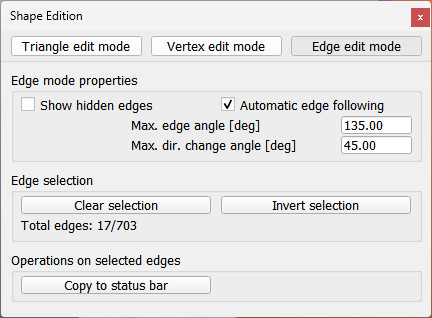 Shape Edition x
Triangle edit mode Vertex edit mode Edge edit mode
Edge mode properties
Show hidden edges Automatic edge following
Max. edge angle [deg] 135.00
Max. dir. change angle [deg] 45.00
Edge selection
Clear selection Invert selection
Total edges: 17/703
Operations on selected edges
Copy to status bar